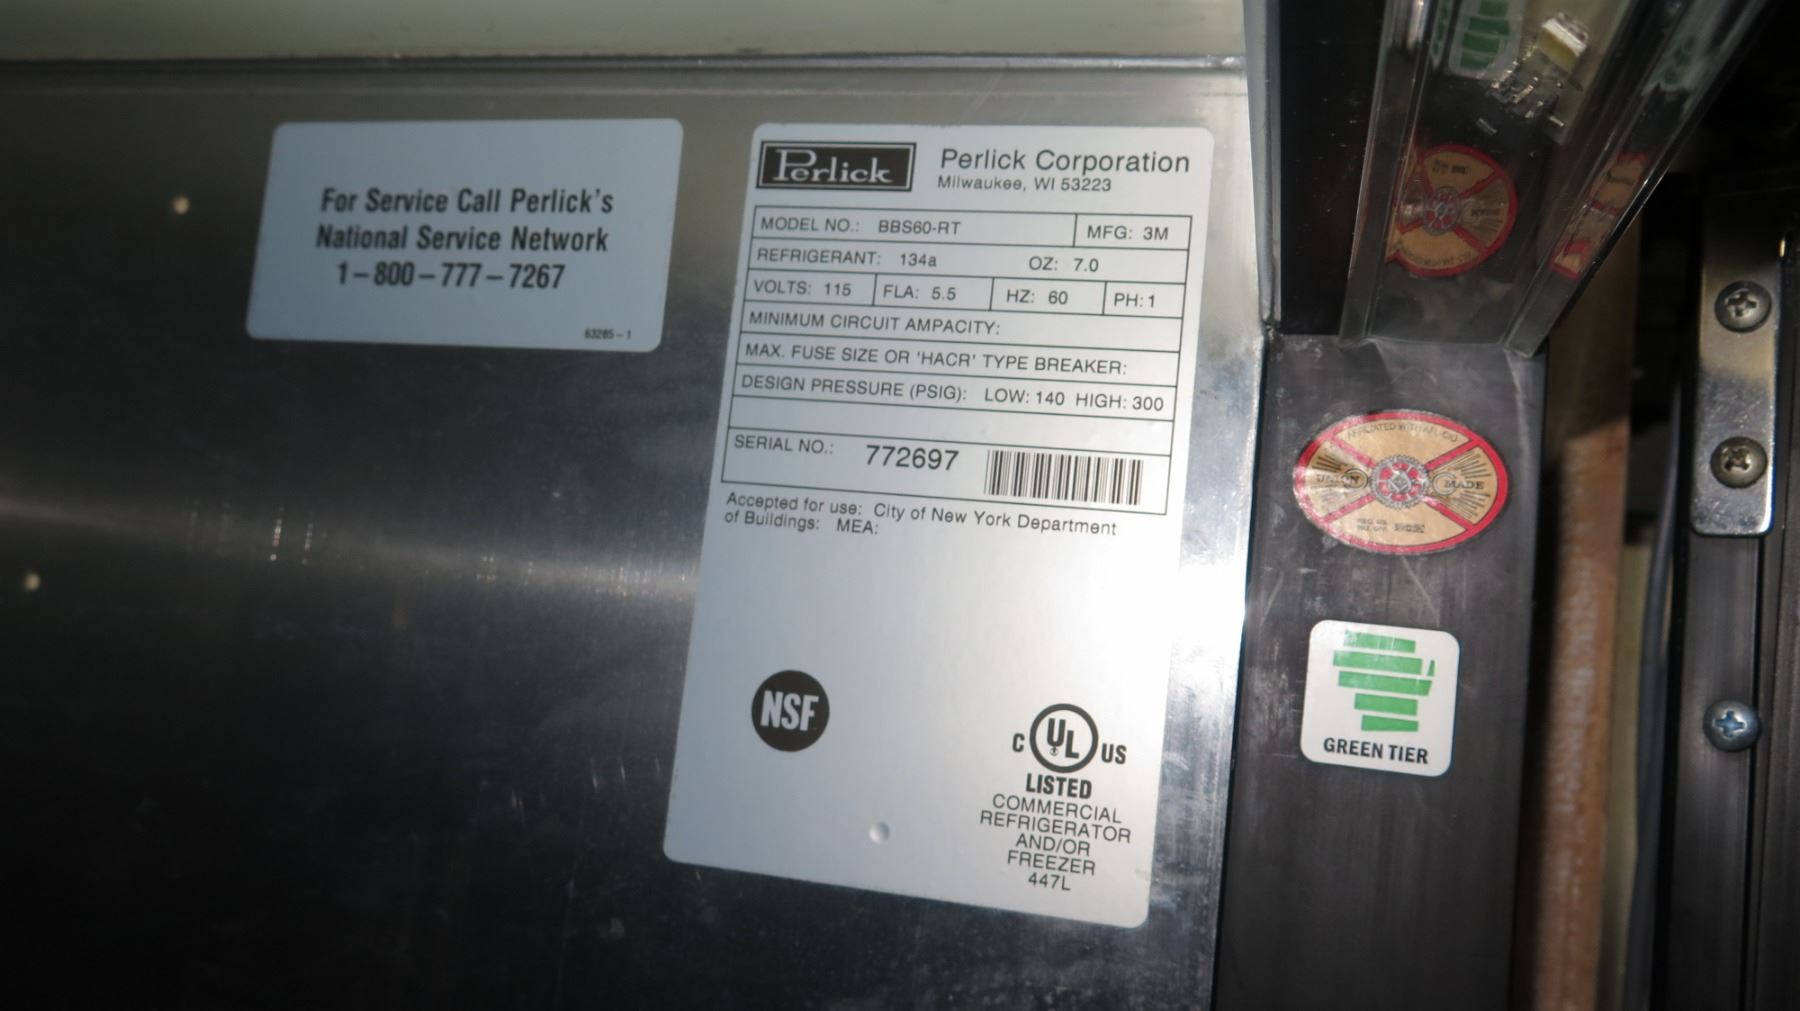 For Service Call Perlick's
National Service Network
1-800-777-7267
63285-1
Perlick
Perlick Corporation
Milwaukee, WI 53223
MODEL NO.: BBS60-RT MFG: 3M
REFRIGERANT: 134a OZ: 7.0
VOLTS: 115 FLA: 5.5 HZ: 60 PH: 1
MINIMUM CIRCUIT AMPACITY:
MAX. FUSE SIZE OR 'HACR' TYPE BREAKER:
DESIGN PRESSURE (PSIG): LOW: 140 HIGH: 300
SERIAL NO.: 772697
Accepted for use: City of New York Department
of Buildings: MEA:
NSF
C UL US
LISTED
COMMERCIAL
REFRIGERATOR
AND/OR
FREEZER
447L
AFFILIATED WITH AFL-CIO
UNION MADE
GREEN TIER